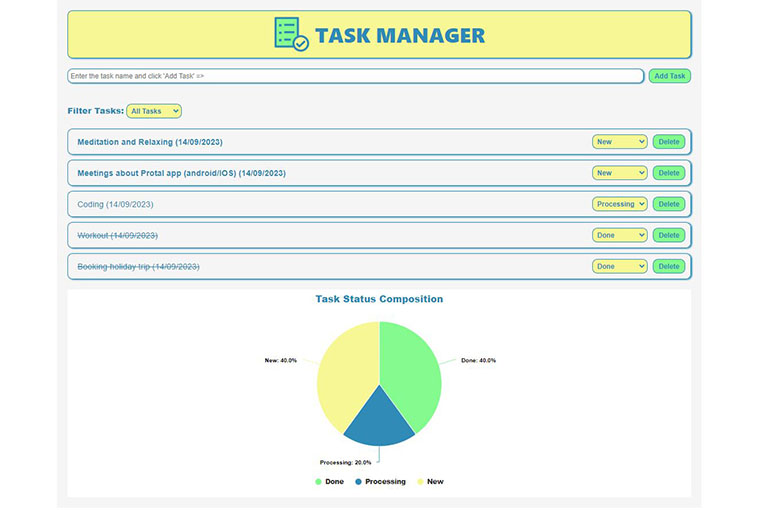 TASK MANAGER
Enter the task name and click 'Add Task' =>
Add Task
Filter Tasks: All Tasks
Meditation and Relaxing (14/09/2023) New Delete
Meetings about Protal app (android/IOS) (14/09/2023) New Delete
Coding (14/09/2023) Processing Delete
Workout (14/09/2023) Done Delete
Booking holiday trip (14/09/2023) Done Delete
Task Status Composition
New: 40.0% Done: 40.0%
Processing: 20.0%
Done Processing New